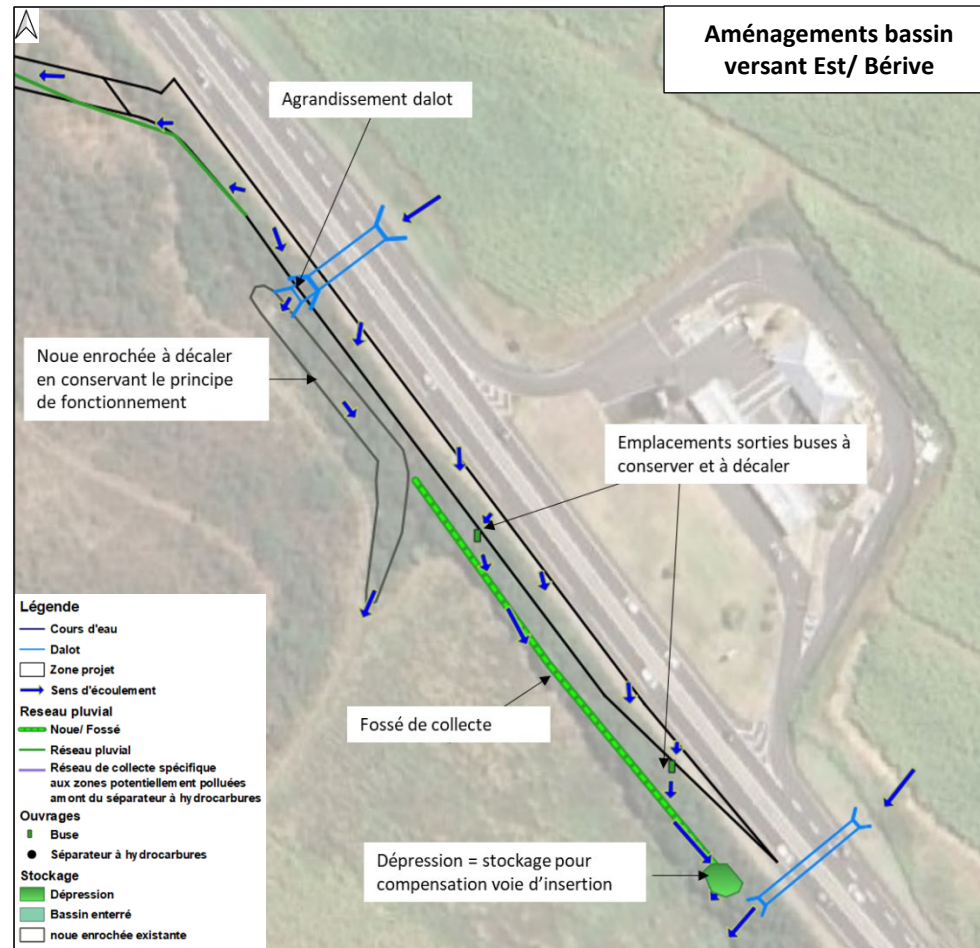 Aménagements bassin
versant Est/ Bérive
Agrandissement dalot
Noue enrochée à décaler
en conservant le principe
de fonctionnement
Emplacements sorties buses à
conserver et à décaler
Fossé de collecte
Dépression = stockage pour
compensation voie d’insertion
Légende
Cours d'eau
Dalot
Zone projet
Sens d'écoulement
Reseau pluvial
Noue/ Fossé
Réseau pluvial
Réseau de collecte spécifique
aux zones potentiellement polluées
amont du séparateur à hydrocarbures
Ouvrages
Buse
Séparateur à hydrocarbures
Stockage
Dépression
Bassin enterré
noue enrochée existante